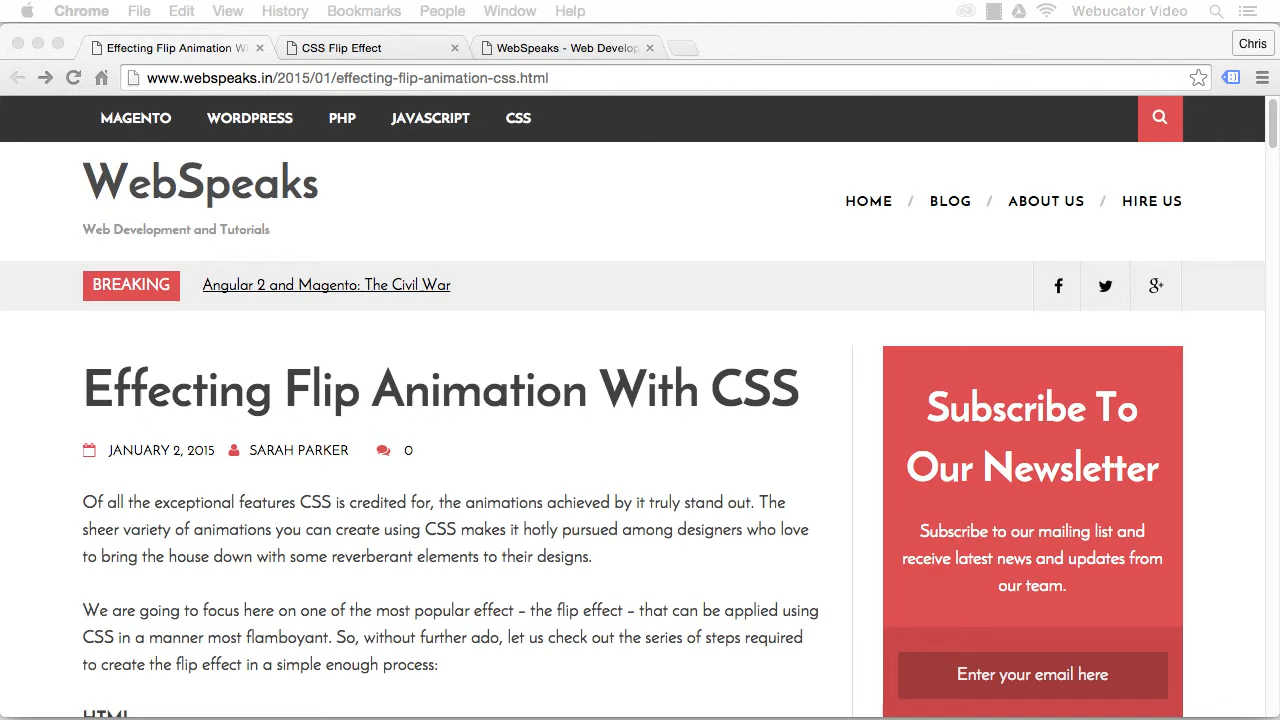 Chrome File Edit View History Bookmarks People Window Help Webucator Video
Effecting Flip Animation Wi CSS Flip Effect WebSpeaks - Web Develop Chris
www.webspeaks.in/2015/01/effecting-flip-animation-css.html
MAGENTO WORDPRESS PHP JAVASCRIPT CSS
WebSpeaks
Web Development and Tutorials
HOME / BLOG / ABOUT US / HIRE US
BREAKING Angular 2 and Magento: The Civil War
Effecting Flip Animation With CSS
JANUARY 2, 2015 SARAH PARKER 0
Of all the exceptional features CSS is credited for, the animations achieved by it truly stand out. The
sheer variety of animations you can create using CSS makes it hotly pursued among designers who love
to bring the house down with some reverberant elements to their designs.
We are going to focus here on one of the most popular effect – the flip effect – that can be applied using
CSS in a manner most flamboyant. So, without further ado, let us check out the series of steps required
to create the flip effect in a simple enough process:
HTML
Subscribe To
Our Newsletter
Subscribe to our mailing list and
receive latest news and updates from
our team.
Enter your email here